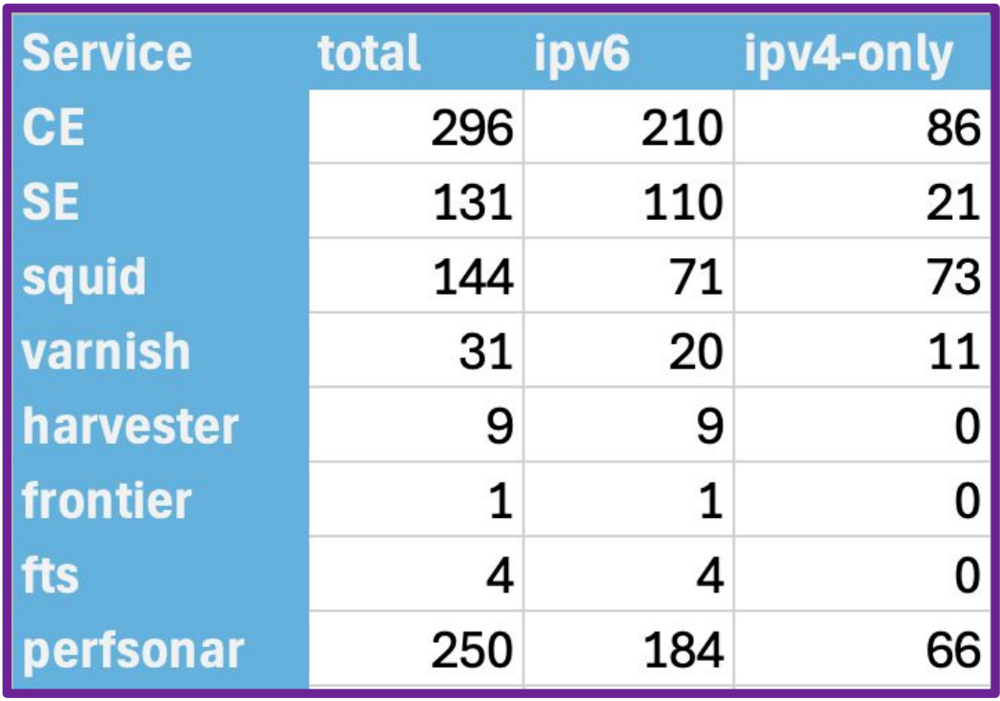 Service total ipv6 ipv4-only
CE 296 210 86
SE 131 110 21
squid 144 71 73
varnish 31 20 11
harvester 9 9 0
frontier 1 1 0
fts 4 4 0
perfsonar 250 184 66